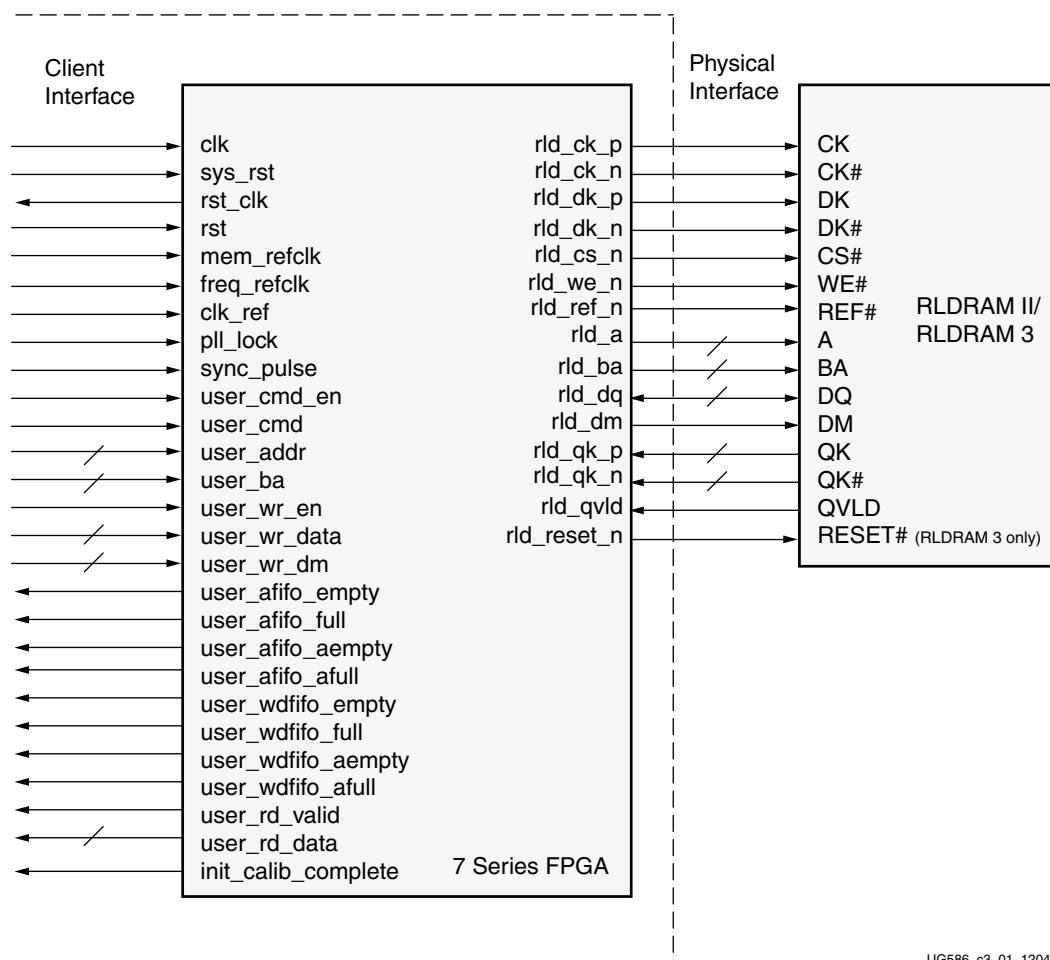 Client
Interface
Physical
Interface
clk
sys_rst
rst_clk
rst
mem_refclk
freq_refclk
clk_ref
pll_lock
sync_pulse
user_cmd_en
user_cmd
user_addr
user_ba
user_wr_en
user_wr_data
user_wr_dm
user_afifo_empty
user_afifo_full
user_afifo_aempty
user_afifo_afull
user_wdfifo_empty
user_wdfifo_full
user_wdfifo_aempty
user_wdfifo_afull
user_rd_valid
user_rd_data
init_calib_complete
7 Series FPGA
rld_ck_p
rld_ck_n
rld_dk_p
rld_dk_n
rld_cs_n
rld_we_n
rld_ref_n
rld_a
rld_ba
rld_dq
rld_dm
rld_qk_p
rld_qk_n
rld_qvld
rld_reset_n
CK
CK#
DK
DK#
CS#
WE#
REF#
A
BA
DQ
DM
QK
QK#
QVLD
RESET# (RLDRAM 3 only)
RLDRAM II/
RLDRAM 3
UG586_c3_01_1204